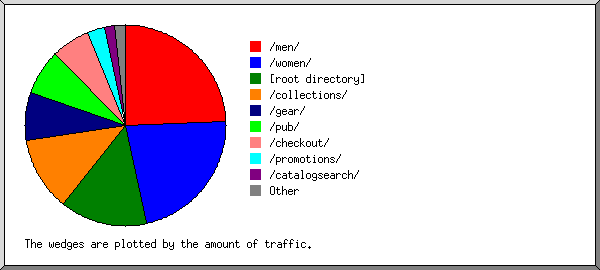 /men/
/women/
[root directory]
/collections/
/gear/
/pub/
/checkout/
/promotions/
/catalogsearch/
Other
The wedges are plotted by the amount of traffic.